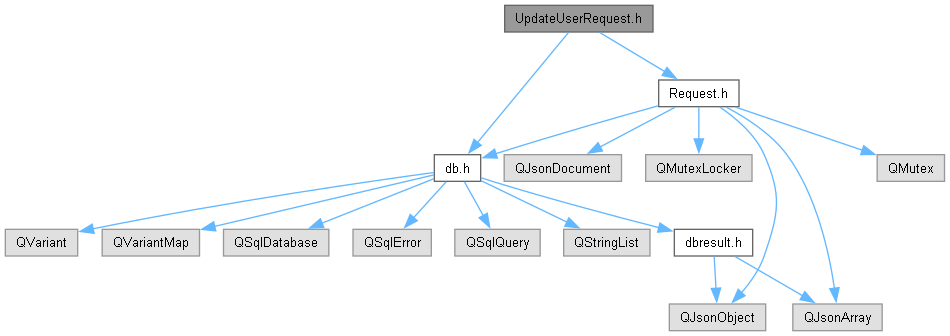 UpdateUserRequest.h
Request.h
db.h
QJsonDocument
QMutexLocker
QMutex
QVariant
QVariantMap
QSqlDatabase
QSqlError
QSqlQuery
QStringList
dbresult.h
QJsonObject
QJsonArray